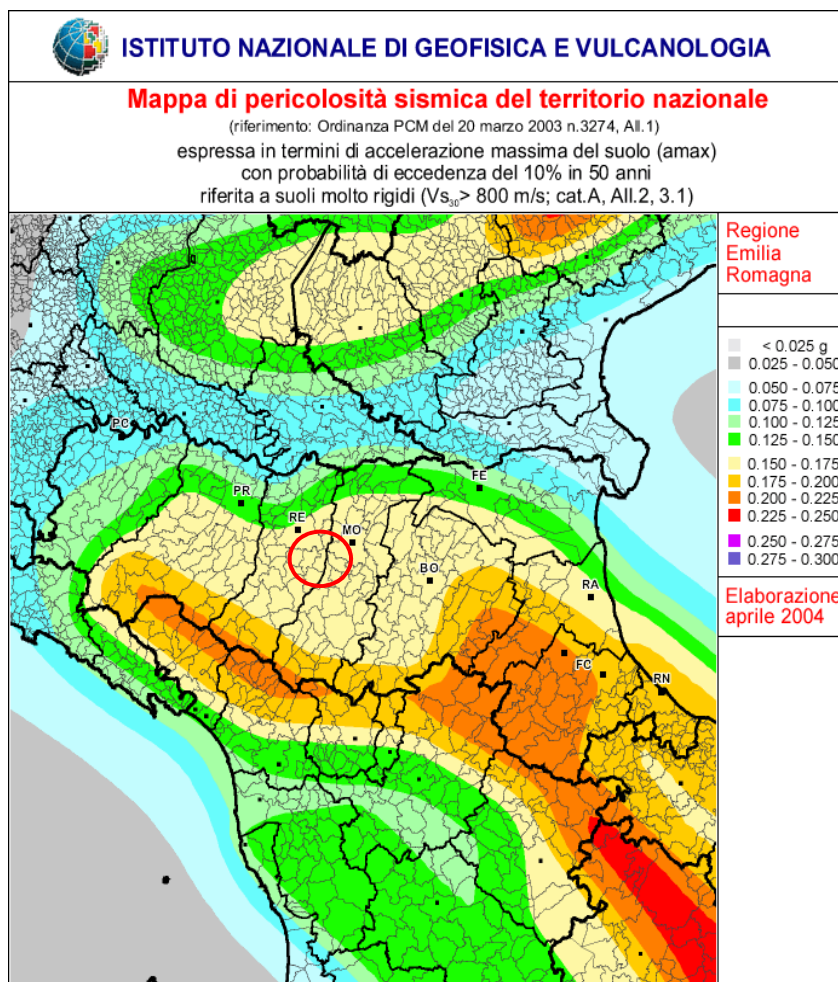 ISTITUTO NAZIONALE DI GEOFISICA E VULCANOLOGIA
Mappa di pericolosità sismica del territorio nazionale
(riferimento: Ordinanza PCM del 20 marzo 2003 n.3274, All.1)
espressa in termini di accelerazione massima del suolo (amax)
con probabilità di eccedenza del 10% in 50 anni
riferita a suoli molto rigidi (Vs₃₀> 800 m/s; cat.A, All.2, 3.1)
Regione
Emilia
Romagna
< 0.025 g
0.025 - 0.050
0.050 - 0.075
0.075 - 0.100
0.100 - 0.125
0.125 - 0.150
0.150 - 0.175
0.175 - 0.200
0.200 - 0.225
0.225 - 0.250
0.250 - 0.275
0.275 - 0.300
Elaborazione
aprile 2004
PC
PR
FE
RE
MO
BO
RA
FC
RN